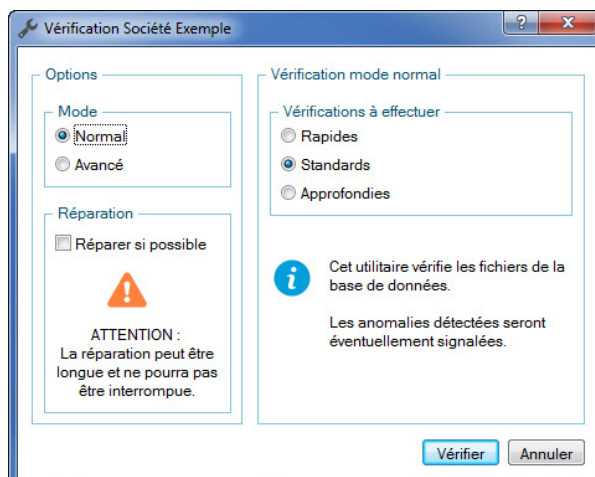 Vérification Société Exemple
?
Options
Mode
Normal
Avancé
Réparation
Réparer si possible
ATTENTION :
La réparation peut être
longue et ne pourra pas
être interrompue.
Vérification mode normal
Vérifications à effectuer
Rapides
Standards
Approfondies
i
Cet utilitaire vérifie les fichiers de la
base de données.
Les anomalies détectées seront
éventuellement signalées.
Vérifier
Annuler